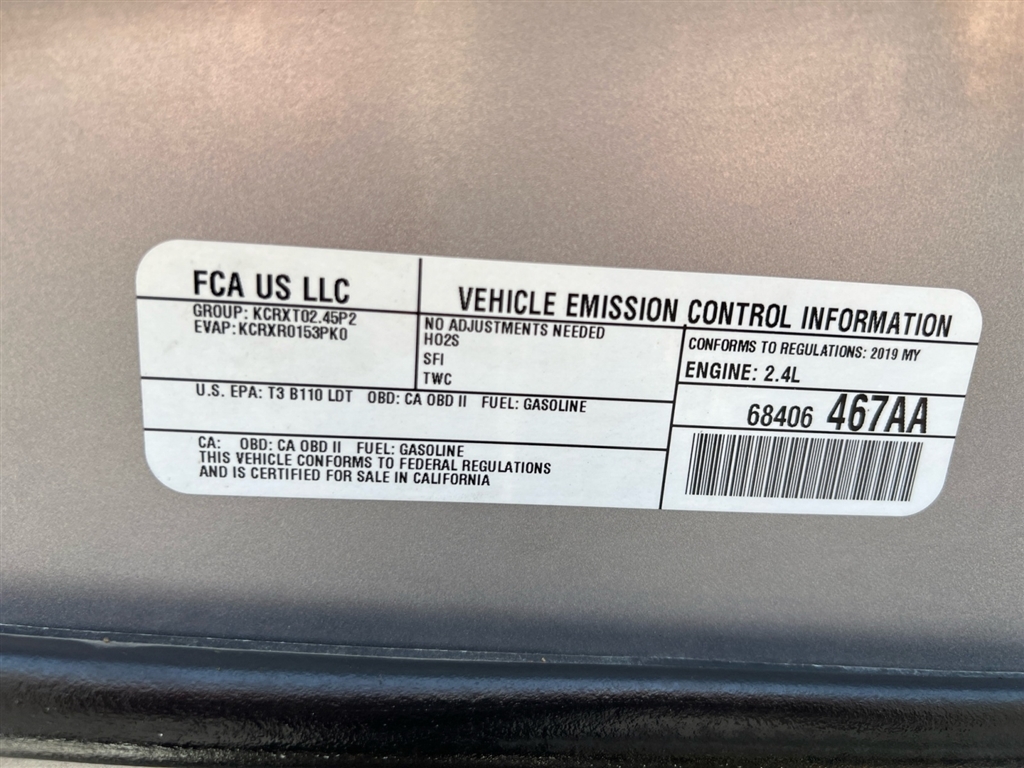 FCA US LLC
GROUP: KCRXT02.45P2
EVAP: KCRXR0153PK0
VEHICLE EMISSION CONTROL INFORMATION
NO ADJUSTMENTS NEEDED
HO2S
SFI
TWC
CONFORMS TO REGULATIONS: 2019 MY
ENGINE: 2.4L
U.S. EPA: T3 B110 LDT OBD: CA OBD II FUEL: GASOLINE
68406 467AA
CA: OBD: CA OBD II FUEL: GASOLINE
THIS VEHICLE CONFORMS TO FEDERAL REGULATIONS
AND IS CERTIFIED FOR SALE IN CALIFORNIA